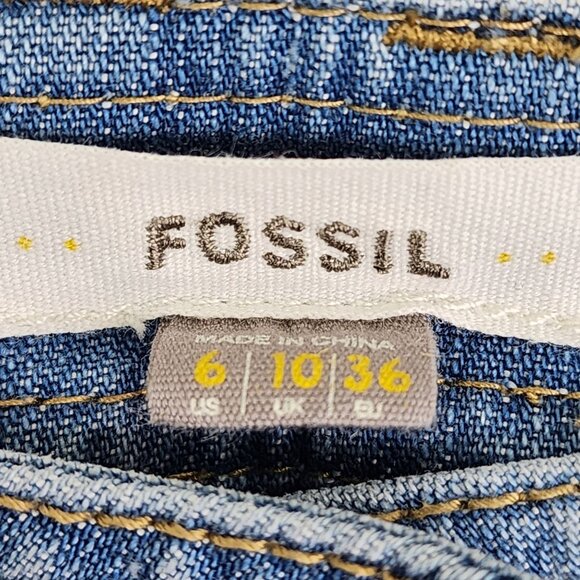 FOSSIL
MADE IN CHINA
6 | 10 | 36
US UK EU